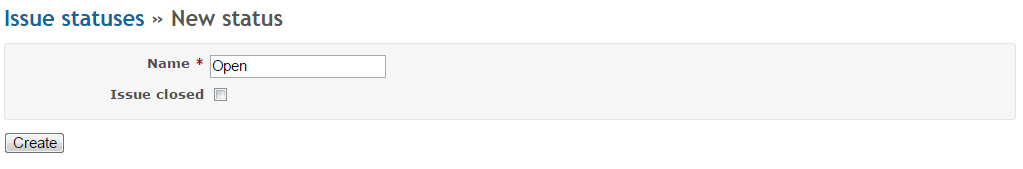 Issue statuses » New status
Name * Open
Issue closed
Create